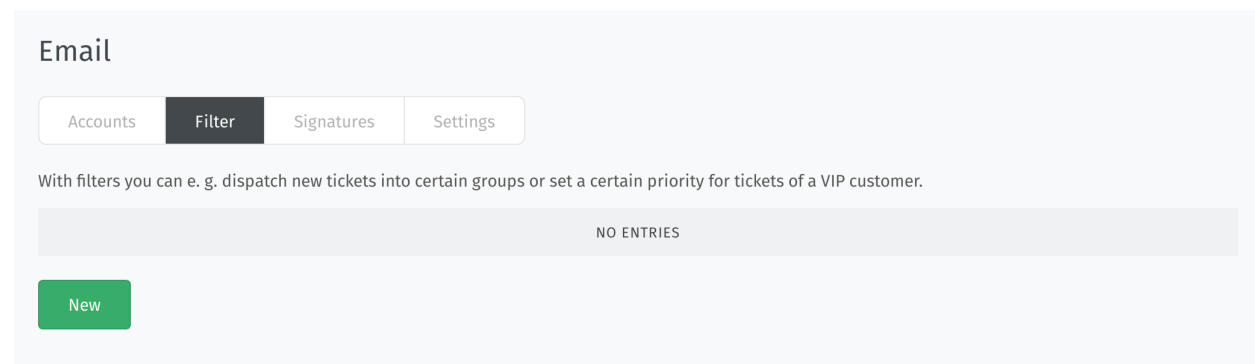 Email
Accounts Filter Signatures Settings
With filters you can e. g. dispatch new tickets into certain groups or set a certain priority for tickets of a VIP customer.
NO ENTRIES
New